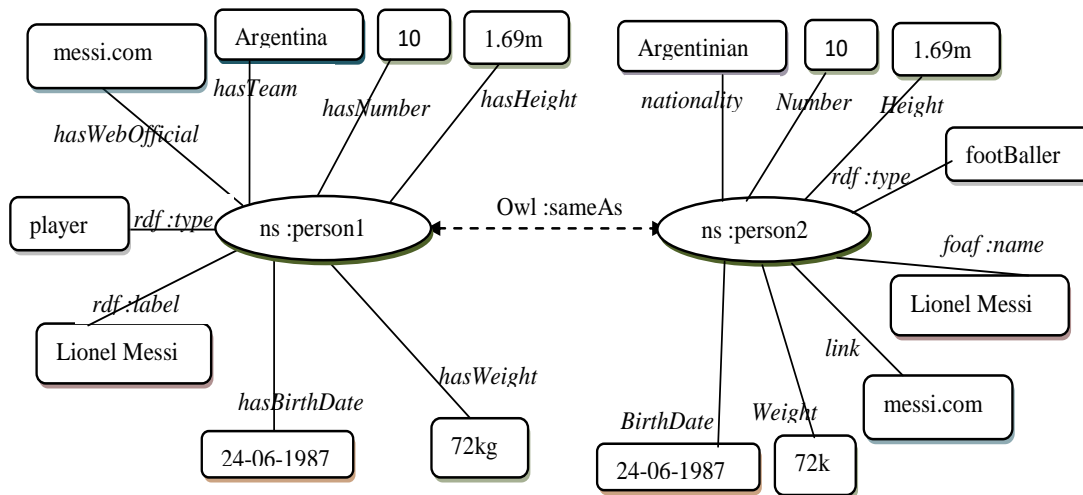 messi.com
Argentina
10
1.69m
Argentinian
10
1.69m
hasTeam
hasNumber
hasHeight
nationality
Number
Height
hasWebOfficial
footBaller
rdf :type
player
rdf :type
ns :person1
Owl :sameAs
ns :person2
foaf :name
rdf :label
Lionel Messi
Lionel Messi
link
hasWeight
hasBirthDate
messi.com
BirthDate
Weight
24-06-1987
72kg
24-06-1987
72k